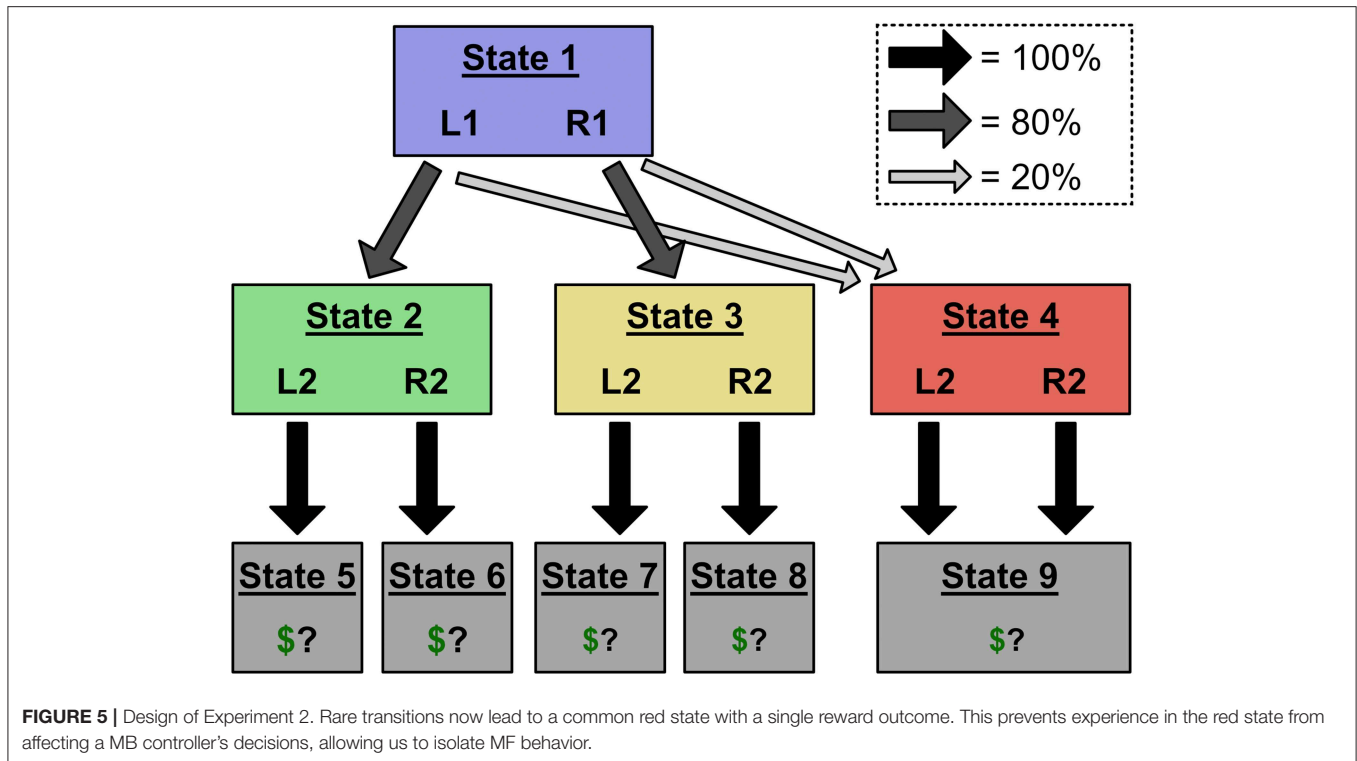 State 1
L1 R1
= 100%
= 80%
= 20%
State 2
L2 R2
State 3
L2 R2
State 4
L2 R2
State 5
$?
State 6
$?
State 7
$?
State 8
$?
State 9
$?
FIGURE 5 | Design of Experiment 2. Rare transitions now lead to a common red state with a single reward outcome. This prevents experience in the red state from
affecting a MB controller's decisions, allowing us to isolate MF behavior.